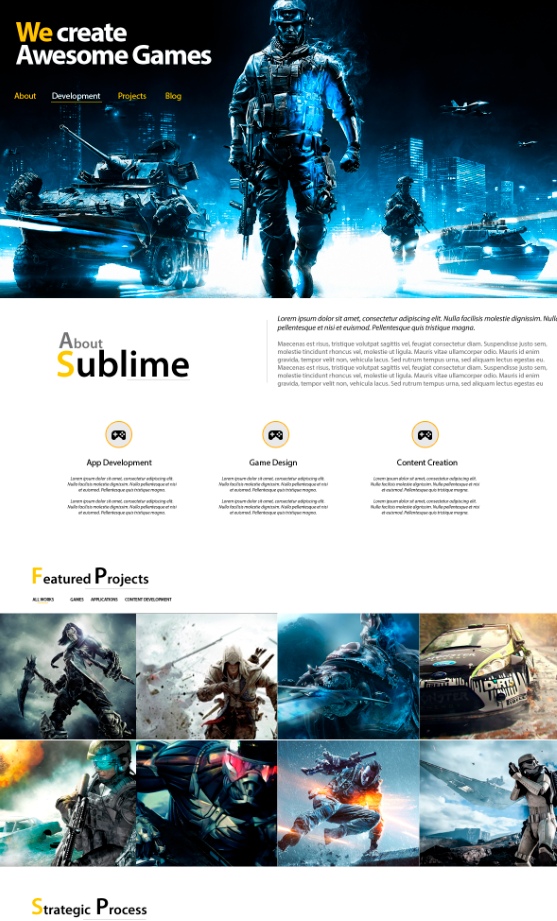 We create
Awesome Games
About Development Projects Blog
Lorem ipsum dolor sit amet, consectetur adipiscing elit. Nulla facilisis molestie dignissim. Nulla
pellentesque et nisi et euismod. Pellentesque quis tristique magna.
About
Sublime
Maecenas est risus, tristique volutpat sagittis vel, feugiat consectetur diam. Suspendisse justo sem,
molestie tincidunt rhoncus vel, molestie ut ligula. Mauris vitae ullamcorper odio. Mauris id enim
gravida, tempor velit non, vehicula lacus. Sed rutrum tempus urna, sed aliquam lectus egestas eu
Maecenas est risus, tristique volutpat sagittis vel, feugiat consectetur diam. Suspendisse justo sem,
molestie tincidunt rhoncus vel, molestie ut ligula. Mauris vitae ullamcorper odio. Mauris id enim
gravida, tempor velit non, vehicula lacus. Sed rutrum tempus urna, sed aliquam lectus egestas eu
App Development
Lorem ipsum dolor sit amet, consectetur adipiscing elit.
Nulla facilisis molestie dignissim. Nulla pellentesque et nisi
et euismod. Pellentesque quis tristique magna.
Lorem ipsum dolor sit amet, consectetur adipiscing elit.
Nulla facilisis molestie dignissim. Nulla pellentesque et nisi
et euismod. Pellentesque quis tristique magna.
Game Design
Lorem ipsum dolor sit amet, consectetur adipiscing elit.
Nulla facilisis molestie dignissim. Nulla pellentesque et nisi
et euismod. Pellentesque quis tristique magna.
Lorem ipsum dolor sit amet, consectetur adipiscing elit.
Nulla facilisis molestie dignissim. Nulla pellentesque et nisi
et euismod. Pellentesque quis tristique magna.
Content Creation
Lorem ipsum dolor sit amet, consectetur adipiscing elit.
Nulla facilisis molestie dignissim. Nulla pellentesque et nisi
et euismod. Pellentesque quis tristique magna.
Lorem ipsum dolor sit amet, consectetur adipiscing elit.
Nulla facilisis molestie dignissim. Nulla pellentesque et nisi
et euismod. Pellentesque quis tristique magna.
Featured Projects
ALL WORKS GAMES APPLICATIONS CONTENT DEVELOPMENT
DiRT
Strategic Process